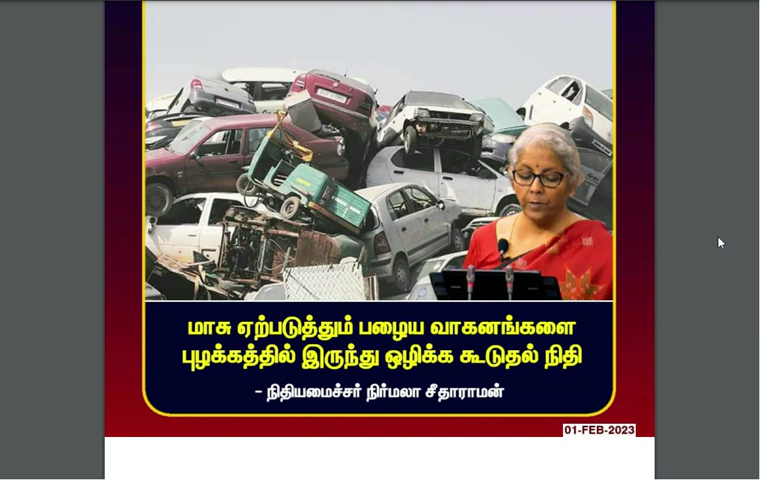 மாசு ஏற்படுத்தும் பழைய வாகனங்களை
புழக்கத்தில் இருந்து ஒழிக்க கூடுதல் நிதி
– நிதியமைச்சர் நிர்மலா சீதாராமன்
01-FEB-2023